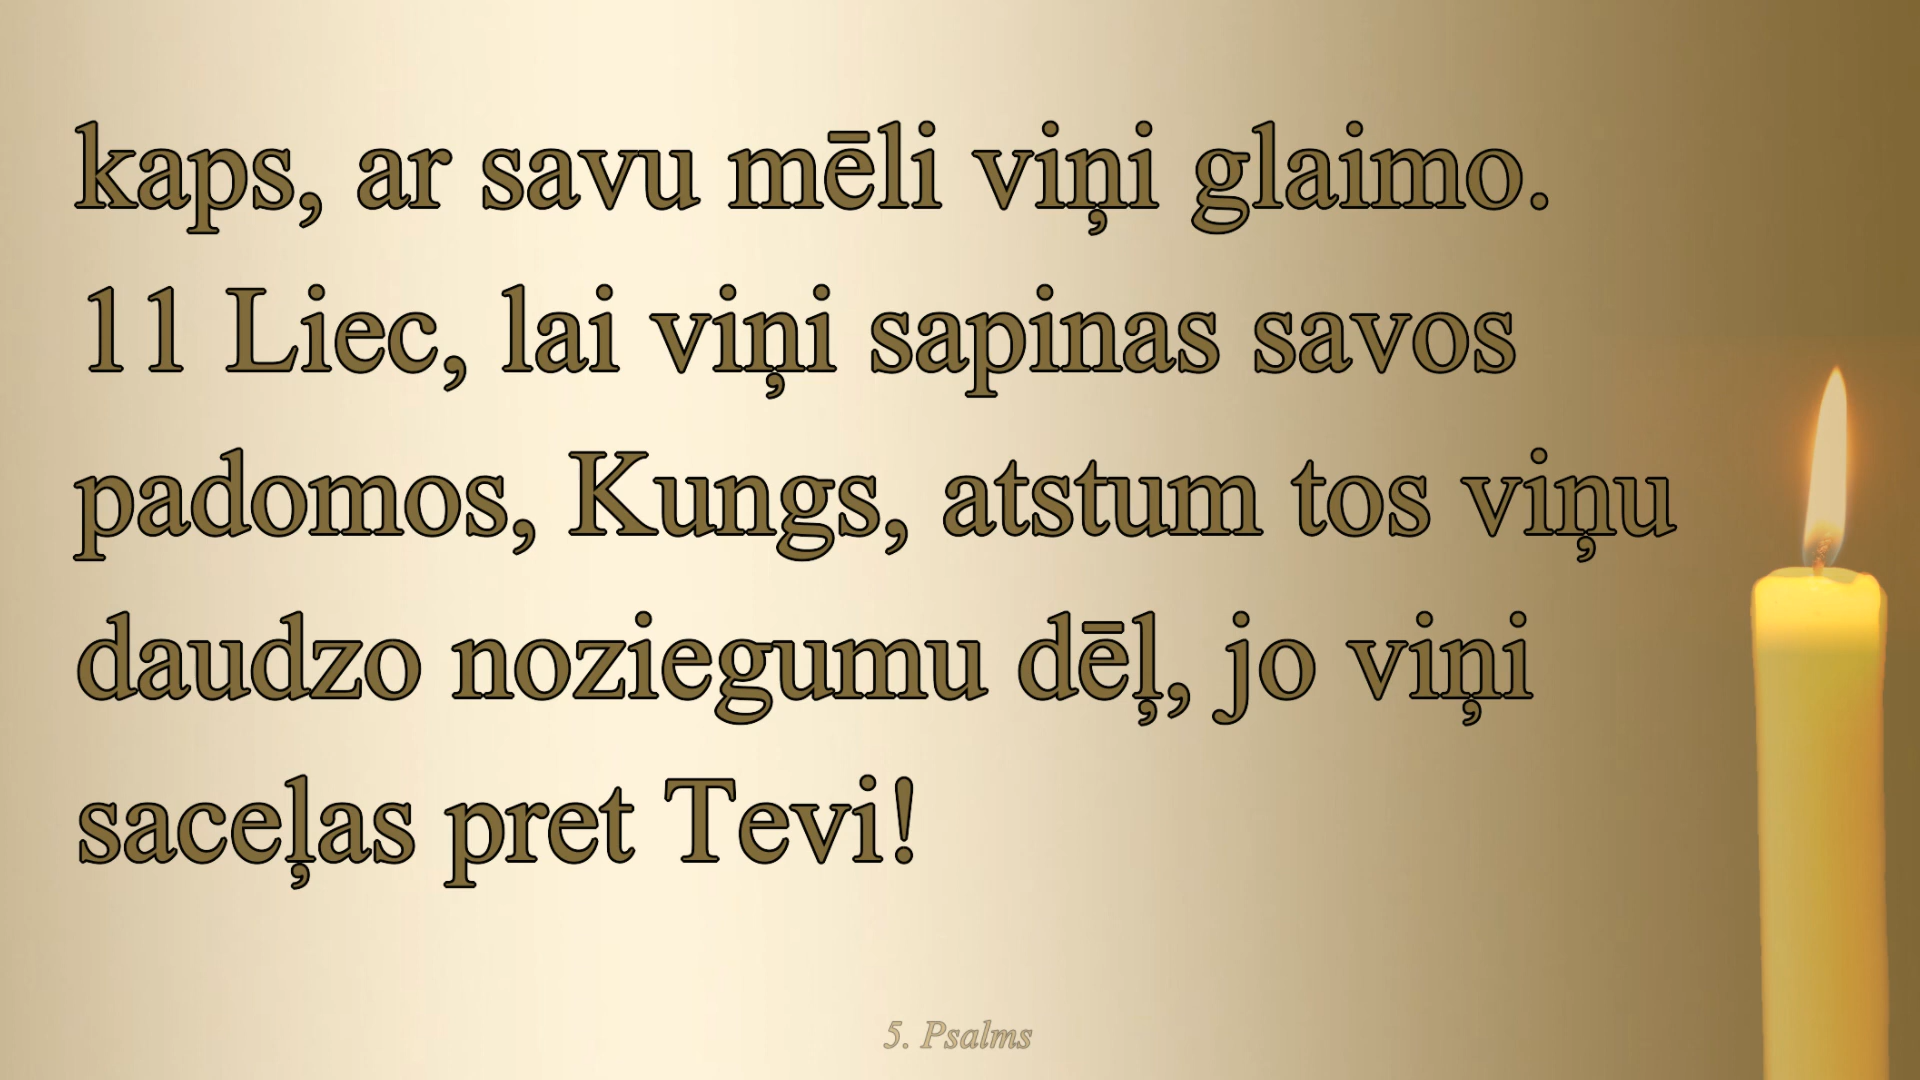 kaps, ar savu mēli viņi glaimo.
11 Liec, lai viņi sapinas savos
padomos, Kungs, atstum tos viņu
daudzo noziegumu dēļ, jo viņi
saceļas pret Tevi!
5. Psalms